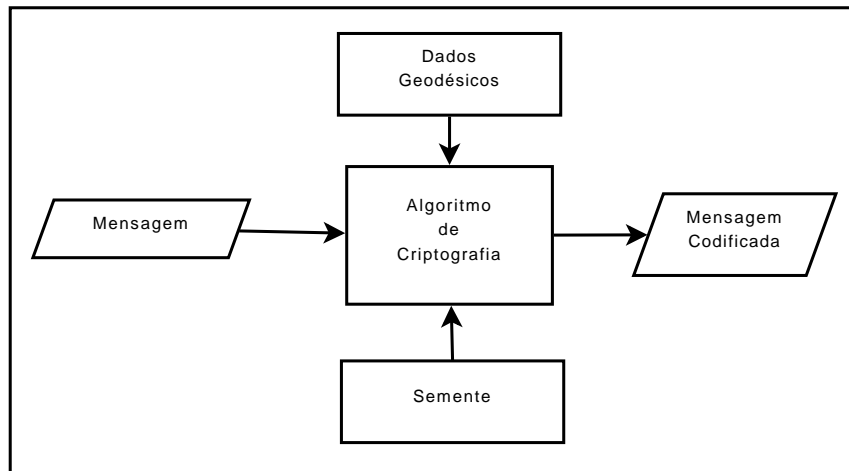 Dados
Geodésicos
Mensagem
Algoritmo
de
Criptografia
Mensagem
Codificada
Semente